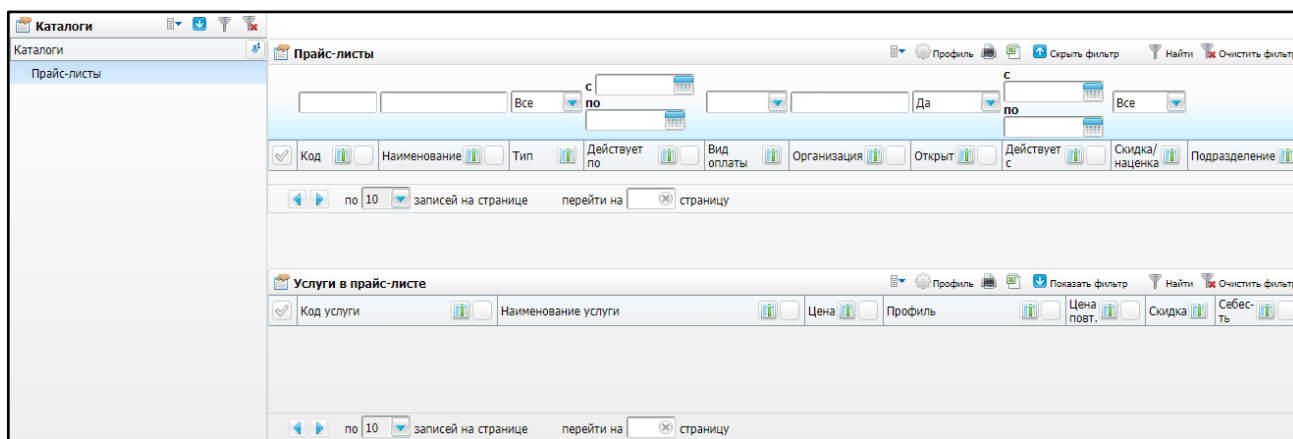 Каталоги
Каталоги
Прайс-листы
Прайс-листы
Профиль Скрыть фильтр Найти Очистить фильтр
Все с по Да с по Все
Код Наименование Тип Действует по Вид оплаты Организация Открыт Действует с Скидка/наценка Подразделение
по 10 записей на странице перейти на страницу
Услуги в прайс-листе
Профиль Показать фильтр Найти Очистить фильтр
Код услуги Наименование услуги Цена Профиль Цена повт. Скидка Себес-ть
по 10 записей на странице перейти на страницу